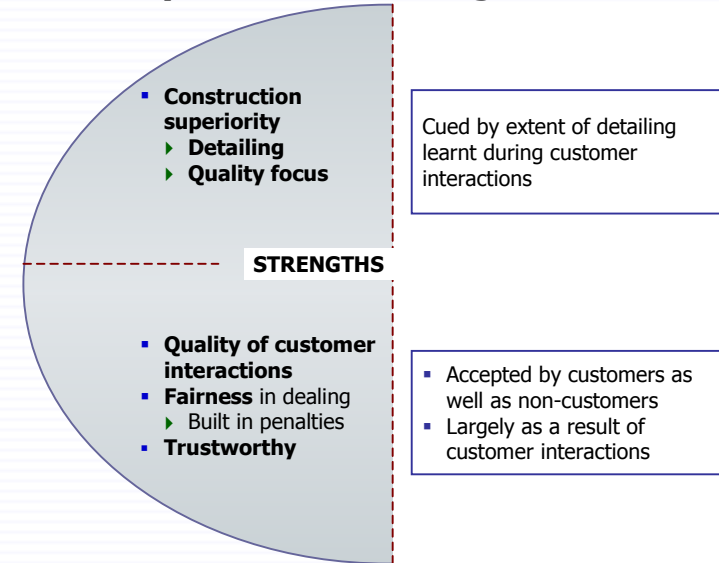 Construction
superiority
Detailing
Quality focus
Cued by extent of detailing
learnt during customer
interactions
STRENGTHS
Quality of customer
interactions
Fairness in dealing
Built in penalties
Trustworthy
Accepted by customers as
well as non-customers
Largely as a result of
customer interactions